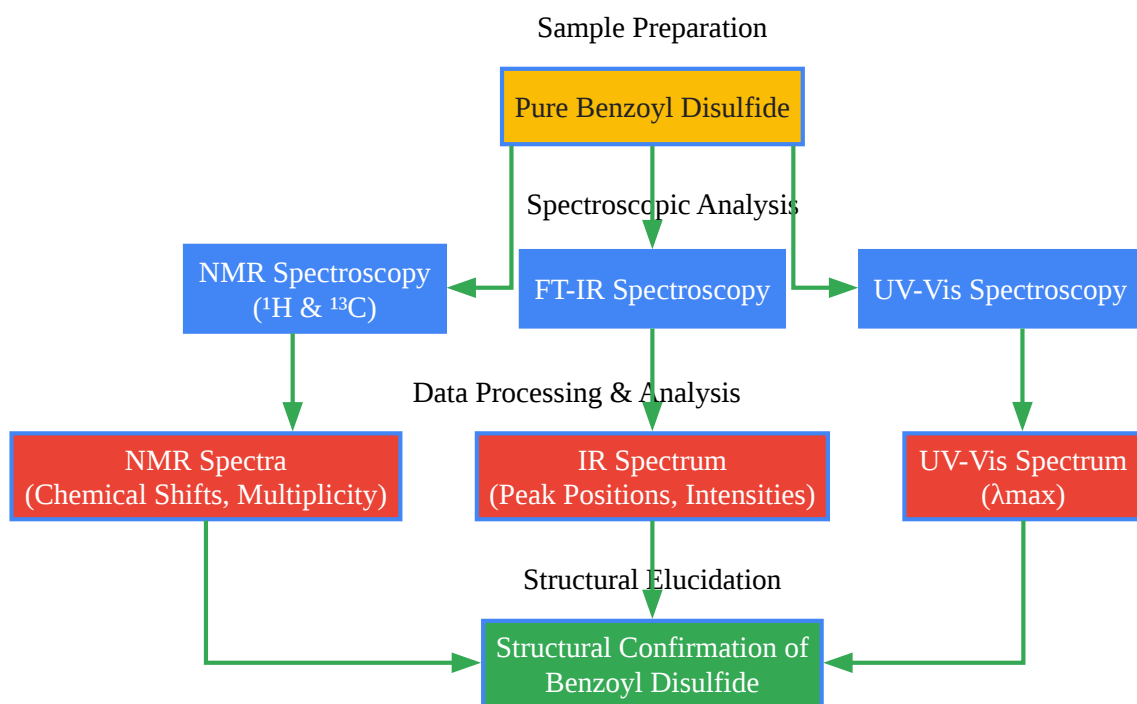 Sample Preparation
Pure Benzoyl Disulfide
Spectroscopic Analysis
NMR Spectroscopy
(¹H & ¹³C)
FT-IR Spectroscopy
UV-Vis Spectroscopy
Data Processing & Analysis
NMR Spectra
(Chemical Shifts, Multiplicity)
IR Spectrum
(Peak Positions, Intensities)
UV-Vis Spectrum
(λmax)
Structural Elucidation
Structural Confirmation of
Benzoyl Disulfide